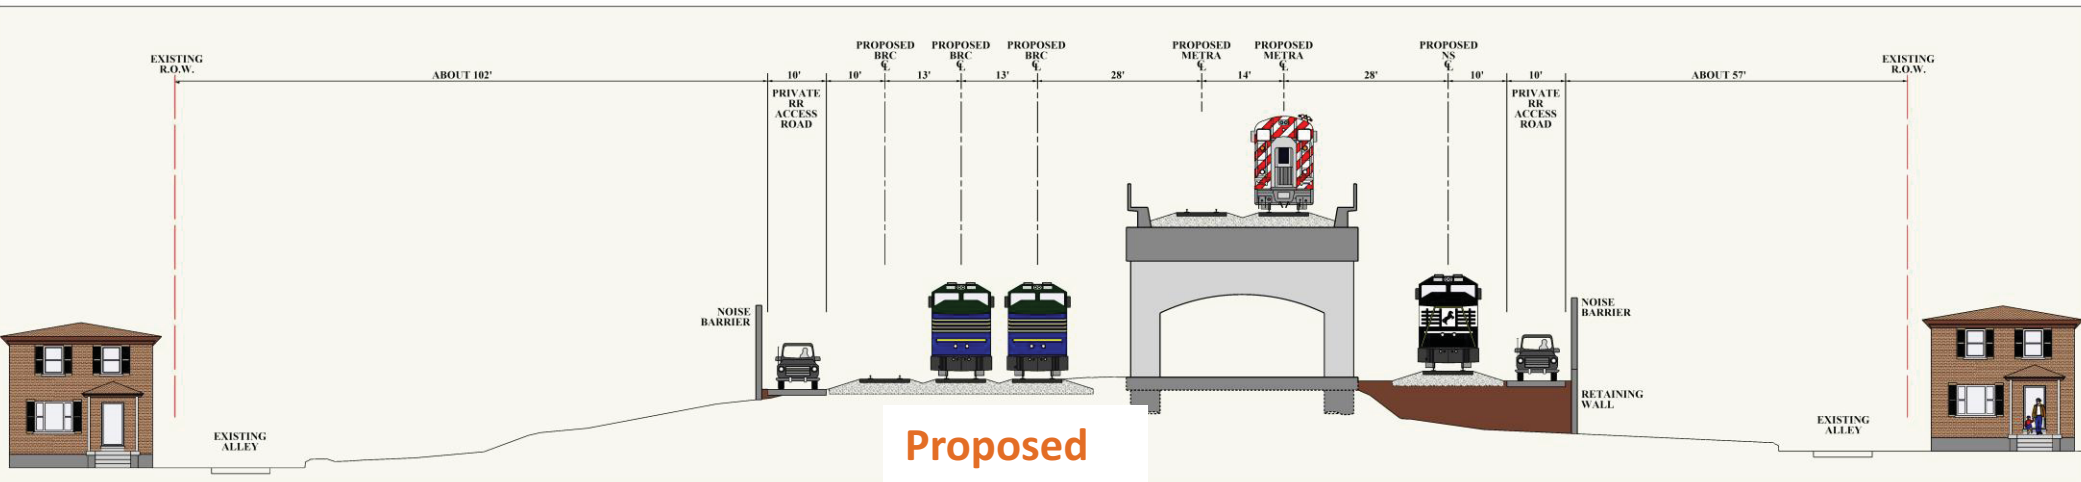 EXISTING
R.O.W.
ABOUT 102'
10'
PRIVATE
RR
ACCESS
ROAD
10'
PROPOSED
BRC
℄
13'
PROPOSED
BRC
℄
13'
PROPOSED
BRC
℄
28'
PROPOSED
METRA
℄
14'
PROPOSED
METRA
℄
28'
PROPOSED
NS
℄
10'
10'
PRIVATE
RR
ACCESS
ROAD
ABOUT 57'
EXISTING
R.O.W.
NOISE
BARRIER
NOISE
BARRIER
RETAINING
WALL
EXISTING
ALLEY
EXISTING
ALLEY
Proposed